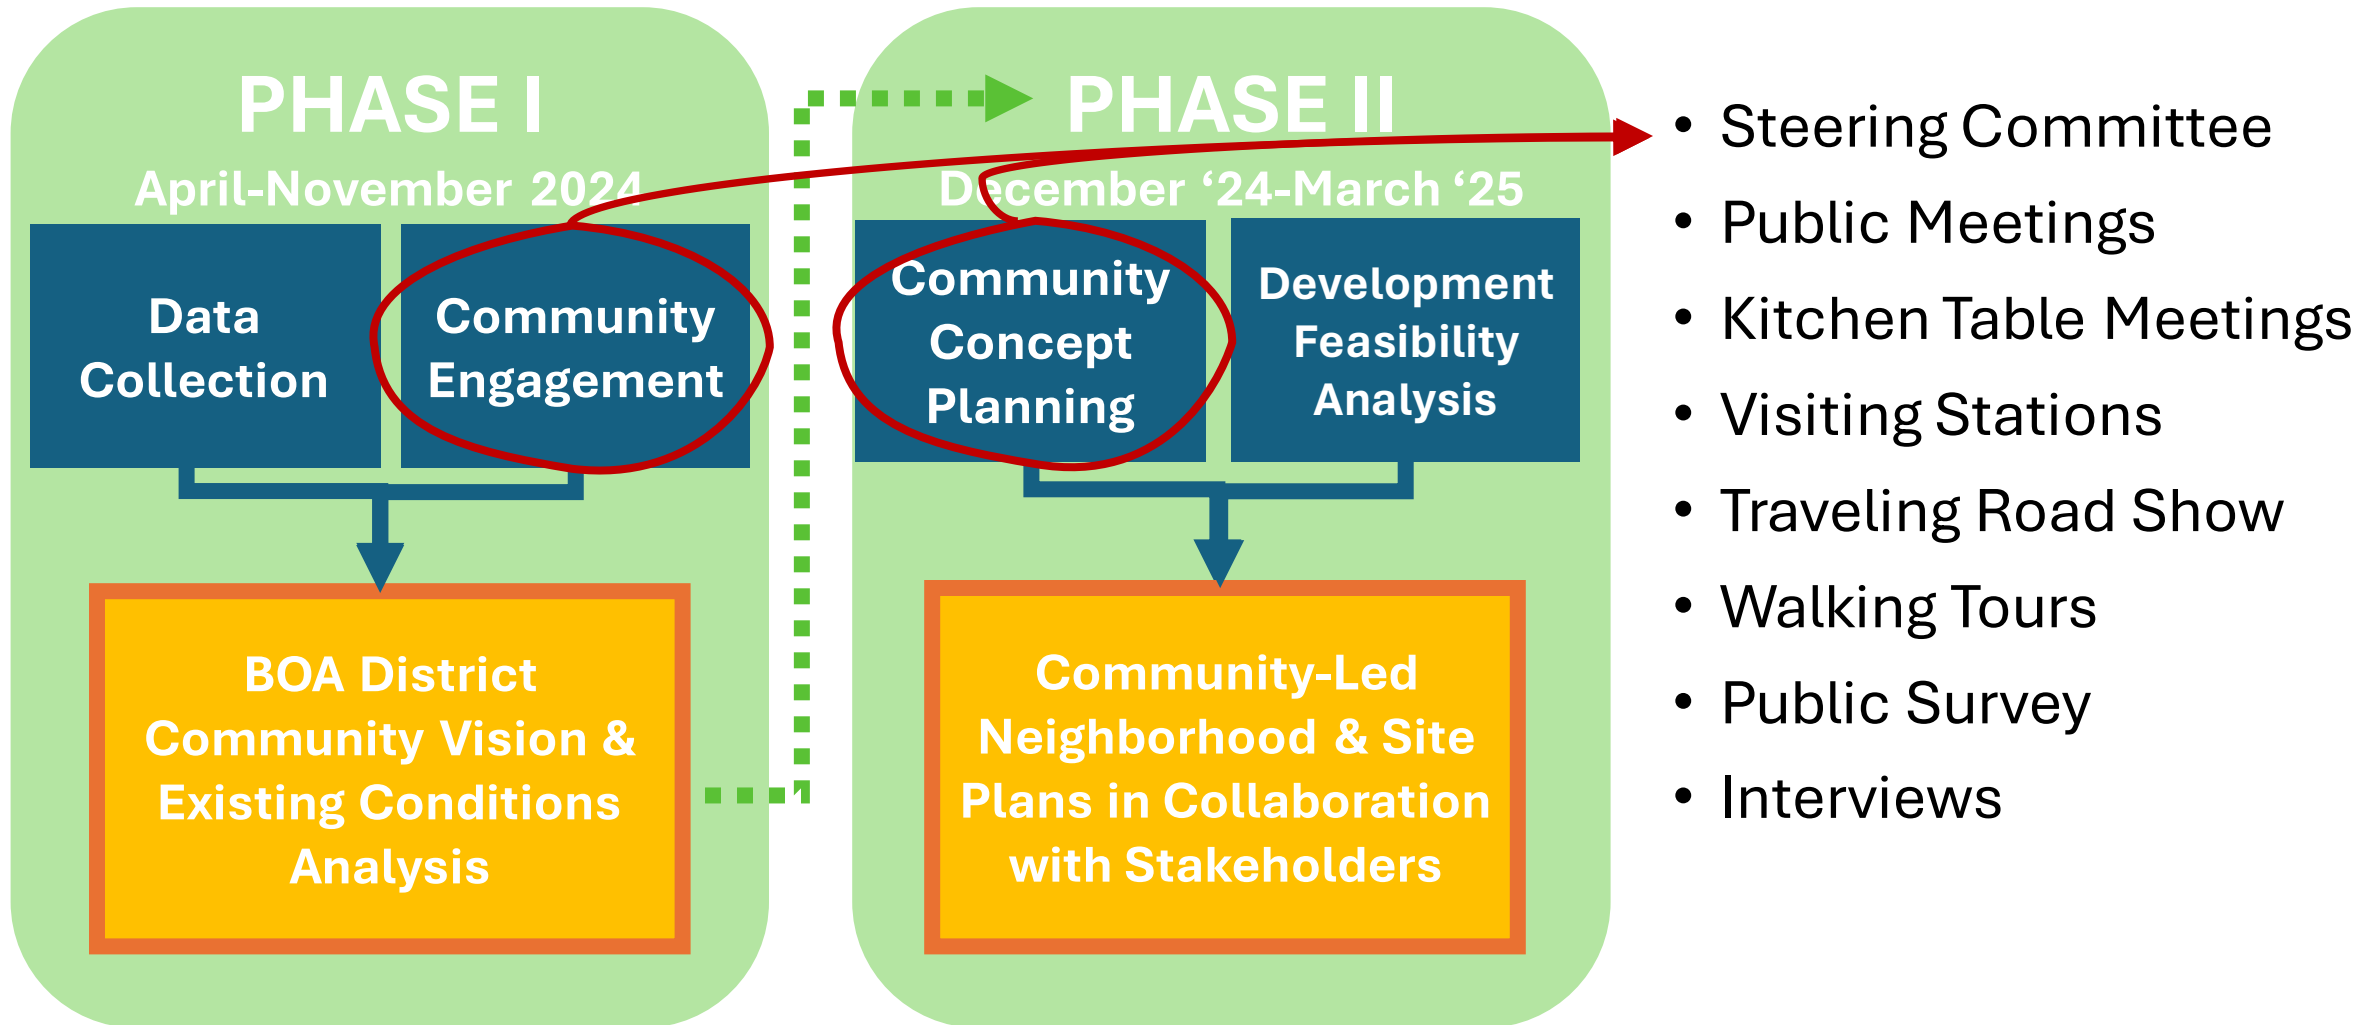 PHASE I
April-November 2024
Data
Collection
Community
Engagement
BOA District
Community Vision &
Existing Conditions
Analysis
PHASE II
December ‘24-March ‘25
Community
Concept
Planning
Development
Feasibility
Analysis
Community-Led
Neighborhood & Site
Plans in Collaboration
with Stakeholders
• Steering Committee
• Public Meetings
• Kitchen Table Meetings
• Visiting Stations
• Traveling Road Show
• Walking Tours
• Public Survey
• Interviews